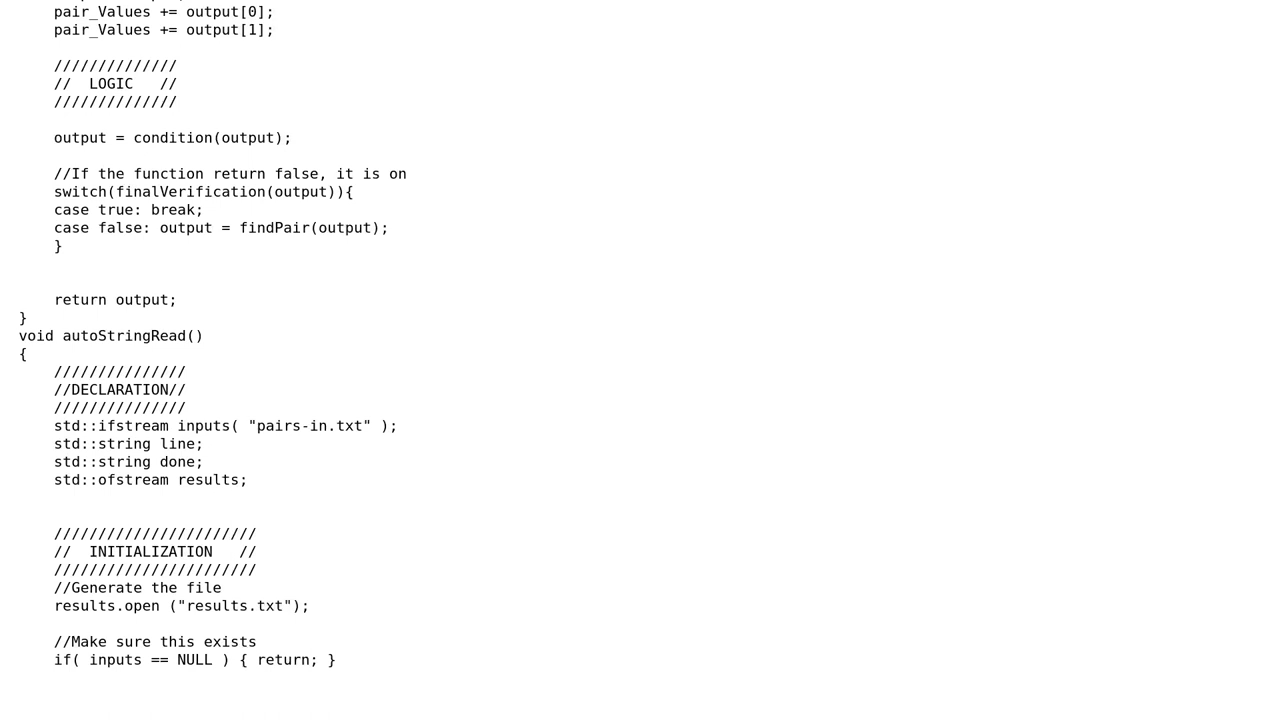 pair_Values += output[0];
pair_Values += output[1];
//////////////
//  LOGIC   //
//////////////
output = condition(output);
//If the function return false, it is on
switch(finalVerification(output)){
case true: break;
case false: output = findPair(output);
}
return output;
}
void autoStringRead()
{
///////////////
//DECLARATION//
///////////////
std::ifstream inputs( "pairs-in.txt" );
std::string line;
std::string done;
std::ofstream results;
///////////////////////
//  INITIALIZATION   //
///////////////////////
//Generate the file
results.open ("results.txt");
//Make sure this exists
if( inputs == NULL ) { return; }